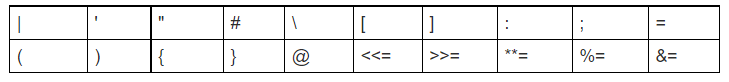 | ' " # \ [ ] : ; =
( ) { } @ <<= >>= **= %= &=